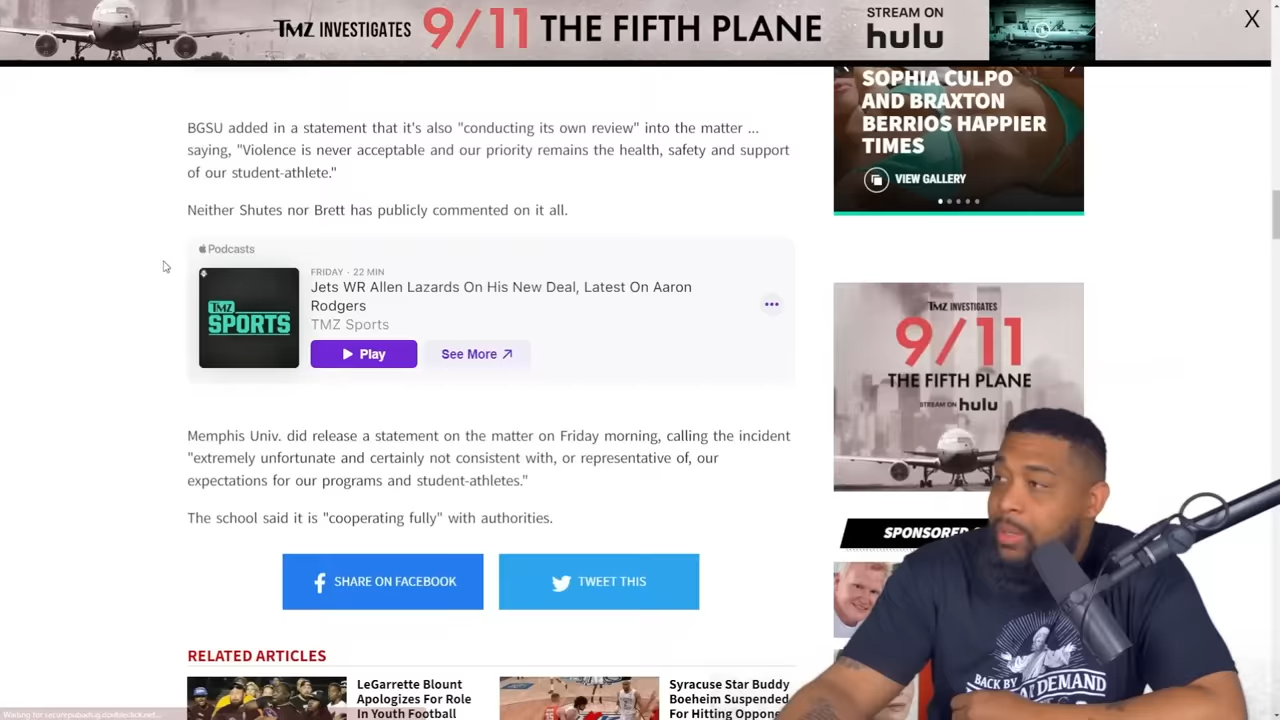 TMZ INVESTIGATES 9/11 THE FIFTH PLANE STREAM ON hulu X
SOPHIA CULPO
AND BRAXTON
BERRIOS HAPPIER
TIMES
VIEW GALLERY
BGSU added in a statement that it's also "conducting its own review" into the matter ...
saying, "Violence is never acceptable and our priority remains the health, safety and support
of our student-athlete."
Neither Shutes nor Brett has publicly commented on it all.
Podcasts
TMZ
SPORTS
FRIDAY · 22 MIN
Jets WR Allen Lazards On His New Deal, Latest On Aaron
Rodgers
TMZ Sports
Play
See More
TMZ INVESTIGATES
9/11
THE FIFTH PLANE
STREAM ON hulu
Memphis Univ. did release a statement on the matter on Friday morning, calling the incident
"extremely unfortunate and certainly not consistent with, or representative of, our
expectations for our programs and student-athletes."
The school said it is "cooperating fully" with authorities.
SPONSORED
SHARE ON FACEBOOK
TWEET THIS
RELATED ARTICLES
LeGarrette Blount
Apologizes For Role
In Youth Football
Syracuse Star Buddy
Boeheim Suspended
For Hitting
BACK BY
DEMAND